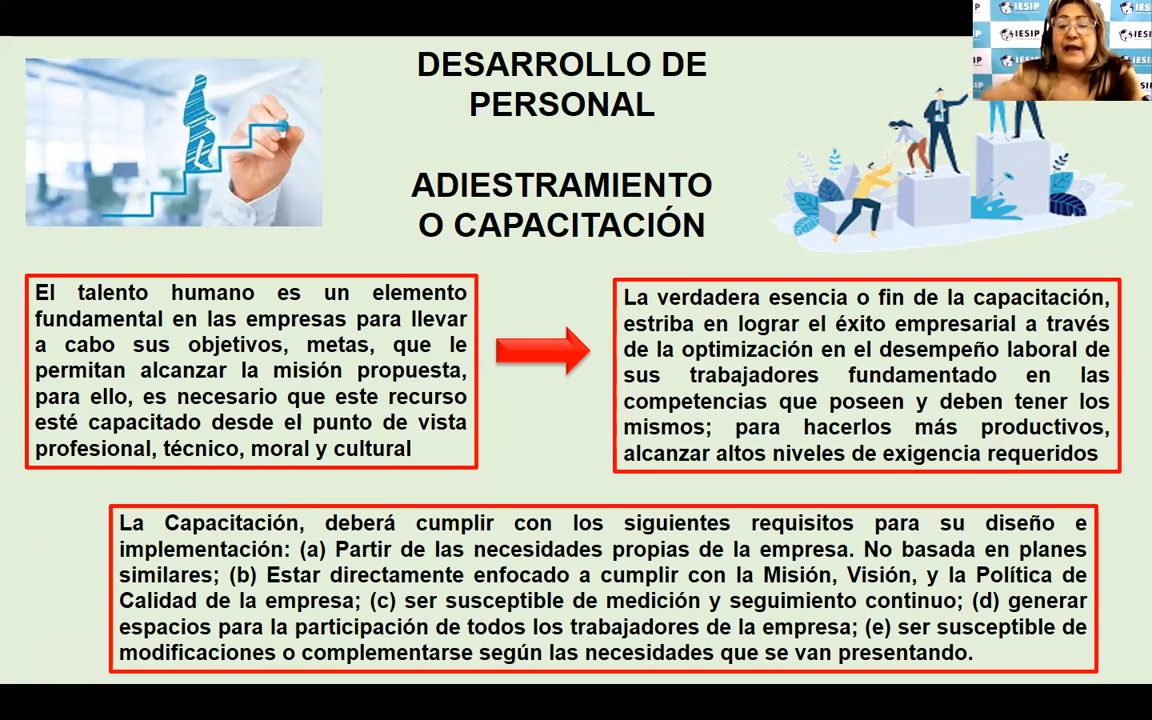 IESIP
IESIP
IESIP
DESARROLLO DE
PERSONAL
ADIESTRAMIENTO
O CAPACITACIÓN
El talento humano es un elemento
fundamental en las empresas para llevar
a cabo sus objetivos, metas, que le
permitan alcanzar la misión propuesta,
para ello, es necesario que este recurso
esté capacitado desde el punto de vista
profesional, técnico, moral y cultural
La verdadera esencia o fin de la capacitación,
estriba en lograr el éxito empresarial a través
de la optimización en el desempeño laboral de
sus trabajadores fundamentado en las
competencias que poseen y deben tener los
mismos; para hacerlos más productivos,
alcanzar altos niveles de exigencia requeridos
La Capacitación, deberá cumplir con los siguientes requisitos para su diseño e
implementación: (a) Partir de las necesidades propias de la empresa. No basada en planes
similares; (b) Estar directamente enfocado a cumplir con la Misión, Visión, y la Política de
Calidad de la empresa; (c) ser susceptible de medición y seguimiento continuo; (d) generar
espacios para la participación de todos los trabajadores de la empresa; (e) ser susceptible de
modificaciones o complementarse según las necesidades que se van presentando.